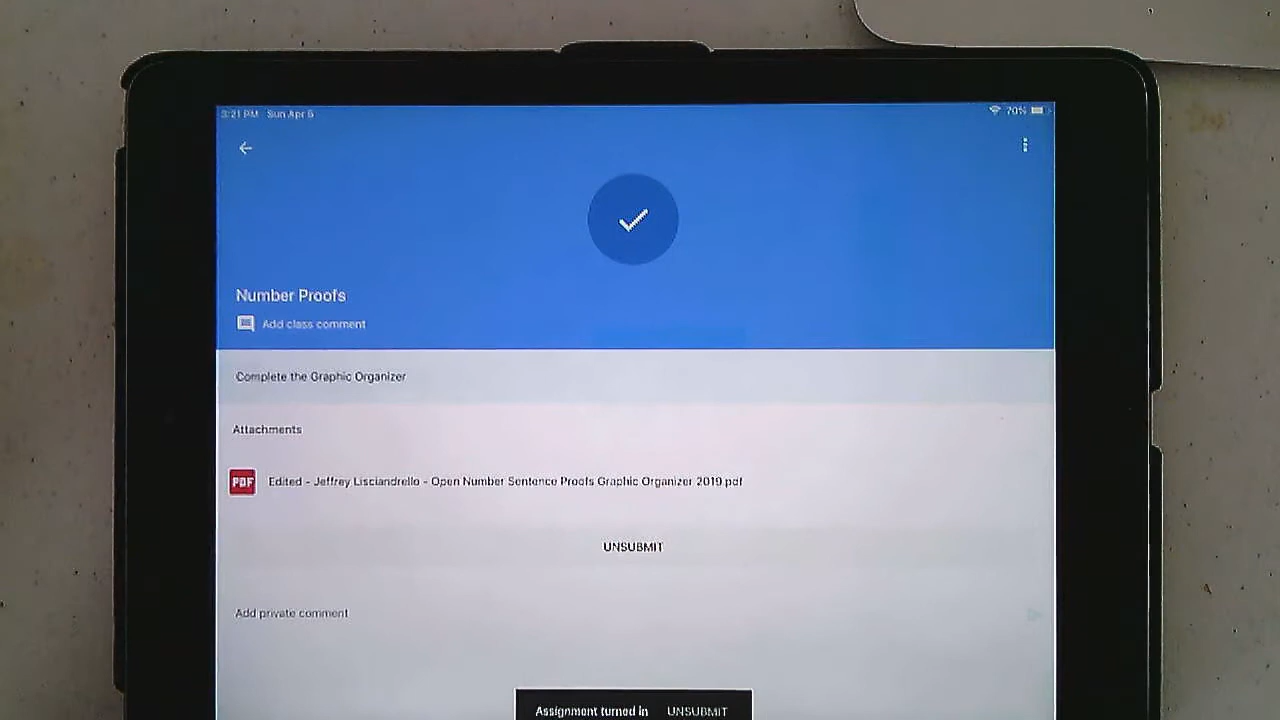 3:21 PM Sun Apr 5 70%
Number Proofs
Add class comment
Complete the Graphic Organizer
Attachments
PDF Edited - Jeffrey Lisciandrello - Open Number Sentence Proofs Graphic Organizer 2019.pdf
UNSUBMIT
Add private comment
Assignment turned in UNSUBMIT